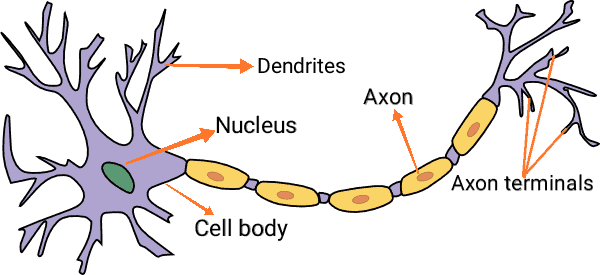 Dendrites
Axon
Nucleus
Axon terminals
Cell body